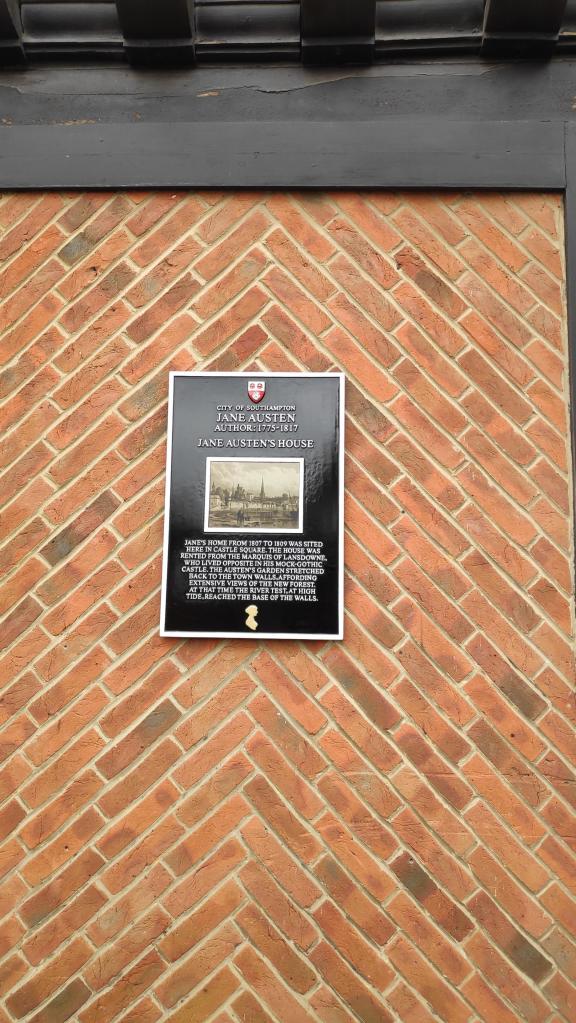 CITY OF SOUTHAMPTON
JANE AUSTEN
AUTHOR: 1775-1817
JANE AUSTEN'S HOUSE
JANE'S HOME FROM 1807 TO 1809 WAS SITED
HERE IN CASTLE SQUARE. THE HOUSE WAS
RENTED FROM THE MARQUIS OF LANSDOWNE,
WHO LIVED OPPOSITE IN HIS MOCK-GOTHIC
CASTLE. THE AUSTEN'S GARDEN STRETCHED
BACK TO THE TOWN WALLS, AFFORDING
EXTENSIVE VIEWS OF THE NEW FOREST.
AT THAT TIME THE RIVER TEST, AT HIGH
TIDE, REACHED THE BASE OF THE WALLS.